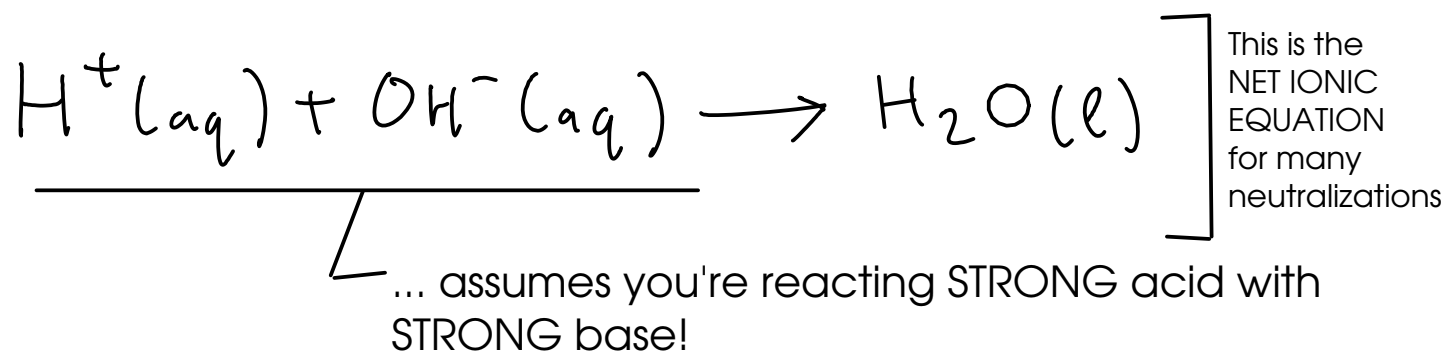 H⁺(aq) + OH⁻(aq) ⟶ H₂O(l)
This is the
NET IONIC
EQUATION
for many
neutralizations
... assumes you're reacting STRONG acid with
STRONG base!